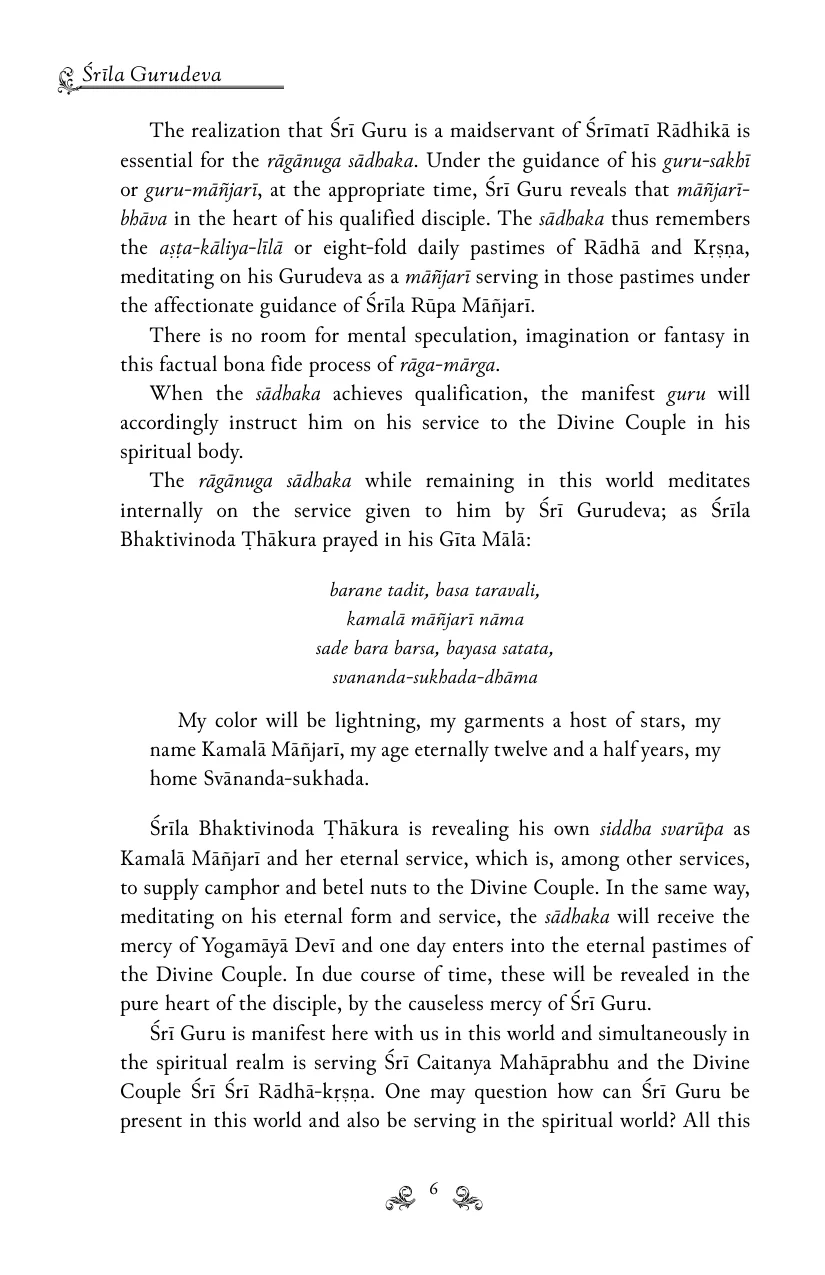 Śrīla Gurudeva
The realization that Śrī Guru is a maidservant of Śrīmatī Rādhikā is
essential for the rāgānuga sādhaka. Under the guidance of his guru-sakhī
or guru-māñjarī, at the appropriate time, Śrī Guru reveals that māñjarī-
bhāva in the heart of his qualified disciple. The sādhaka thus remembers
the aṣṭa-kāliya-līlā or eight-fold daily pastimes of Rādhā and Kṛṣṇa,
meditating on his Gurudeva as a māñjarī serving in those pastimes under
the affectionate guidance of Śrīla Rūpa Māñjarī.
There is no room for mental speculation, imagination or fantasy in
this factual bona fide process of rāga-mārga.
When the sādhaka achieves qualification, the manifest guru will
accordingly instruct him on his service to the Divine Couple in his
spiritual body.
The rāgānuga sādhaka while remaining in this world meditates
internally on the service given to him by Śrī Gurudeva; as Śrīla
Bhaktivinoda Ṭhākura prayed in his Gīta Mālā:
barane tadit, basa taravali,
kamalā māñjarī nāma
sade bara barsa, bayasa satata,
svananda-sukhada-dhāma
My color will be lightning, my garments a host of stars, my
name Kamalā Māñjarī, my age eternally twelve and a half years, my
home Svānanda-sukhada.
Śrīla Bhaktivinoda Ṭhākura is revealing his own siddha svarūpa as
Kamalā Māñjarī and her eternal service, which is, among other services,
to supply camphor and betel nuts to the Divine Couple. In the same way,
meditating on his eternal form and service, the sādhaka will receive the
mercy of Yogamāyā Devī and one day enters into the eternal pastimes of
the Divine Couple. In due course of time, these will be revealed in the
pure heart of the disciple, by the causeless mercy of Śrī Guru.
Śrī Guru is manifest here with us in this world and simultaneously in
the spiritual realm is serving Śrī Caitanya Mahāprabhu and the Divine
Couple Śrī Śrī Rādhā-kṛṣṇa. One may question how can Śrī Guru be
present in this world and also be serving in the spiritual world? All this
6